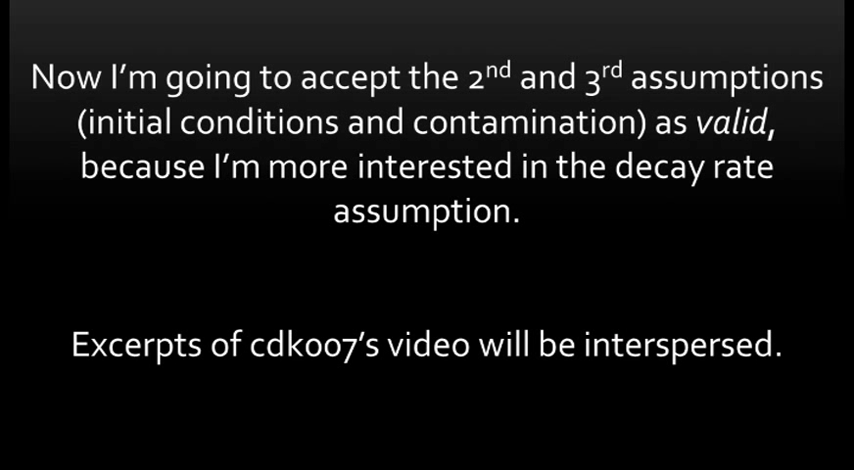 Now I'm going to accept the 2nd and 3rd assumptions
(initial conditions and contamination) as valid,
because I'm more interested in the decay rate
assumption.
Excerpts of cdk007's video will be interspersed.